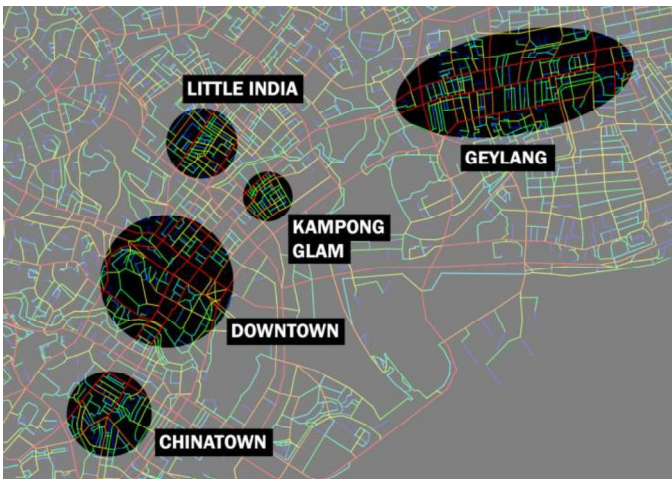 LITTLE INDIA
GEYLANG
KAMPONG
GLAM
DOWNTOWN
CHINATOWN